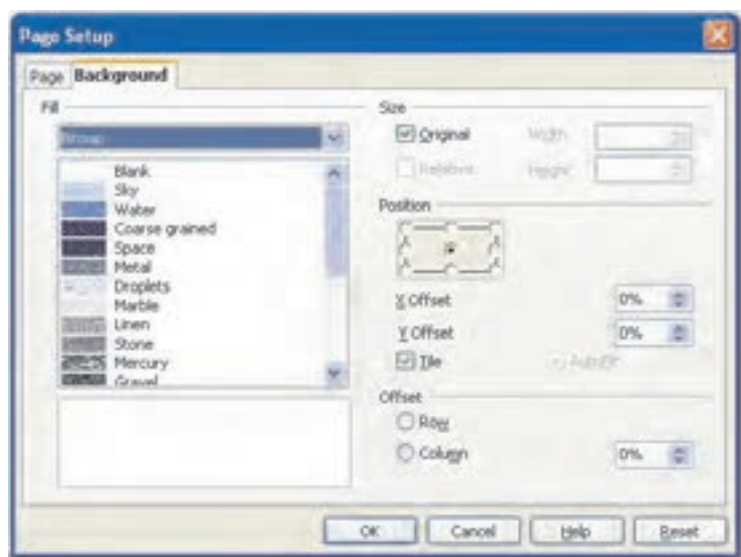 Page Setup
Page Background
Fill
Bitmap
Blank
Sky
Water
Coarse grained
Space
Metal
Droplets
Marble
Linen
Stone
Mercury
Gravel
Size
Original Width
Relative Height
Position
X Offset 0%
Y Offset 0%
Tile AutoFit
Offset
Row
Column 0%
OK Cancel Help Reset